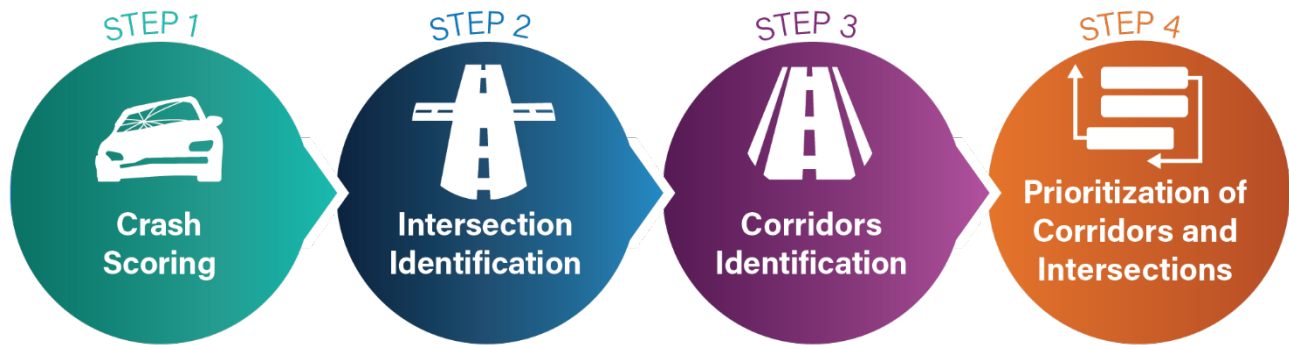 STEP 1
Crash
Scoring
STEP 2
Intersection
Identification
STEP 3
Corridors
Identification
STEP 4
Prioritization of
Corridors and
Intersections